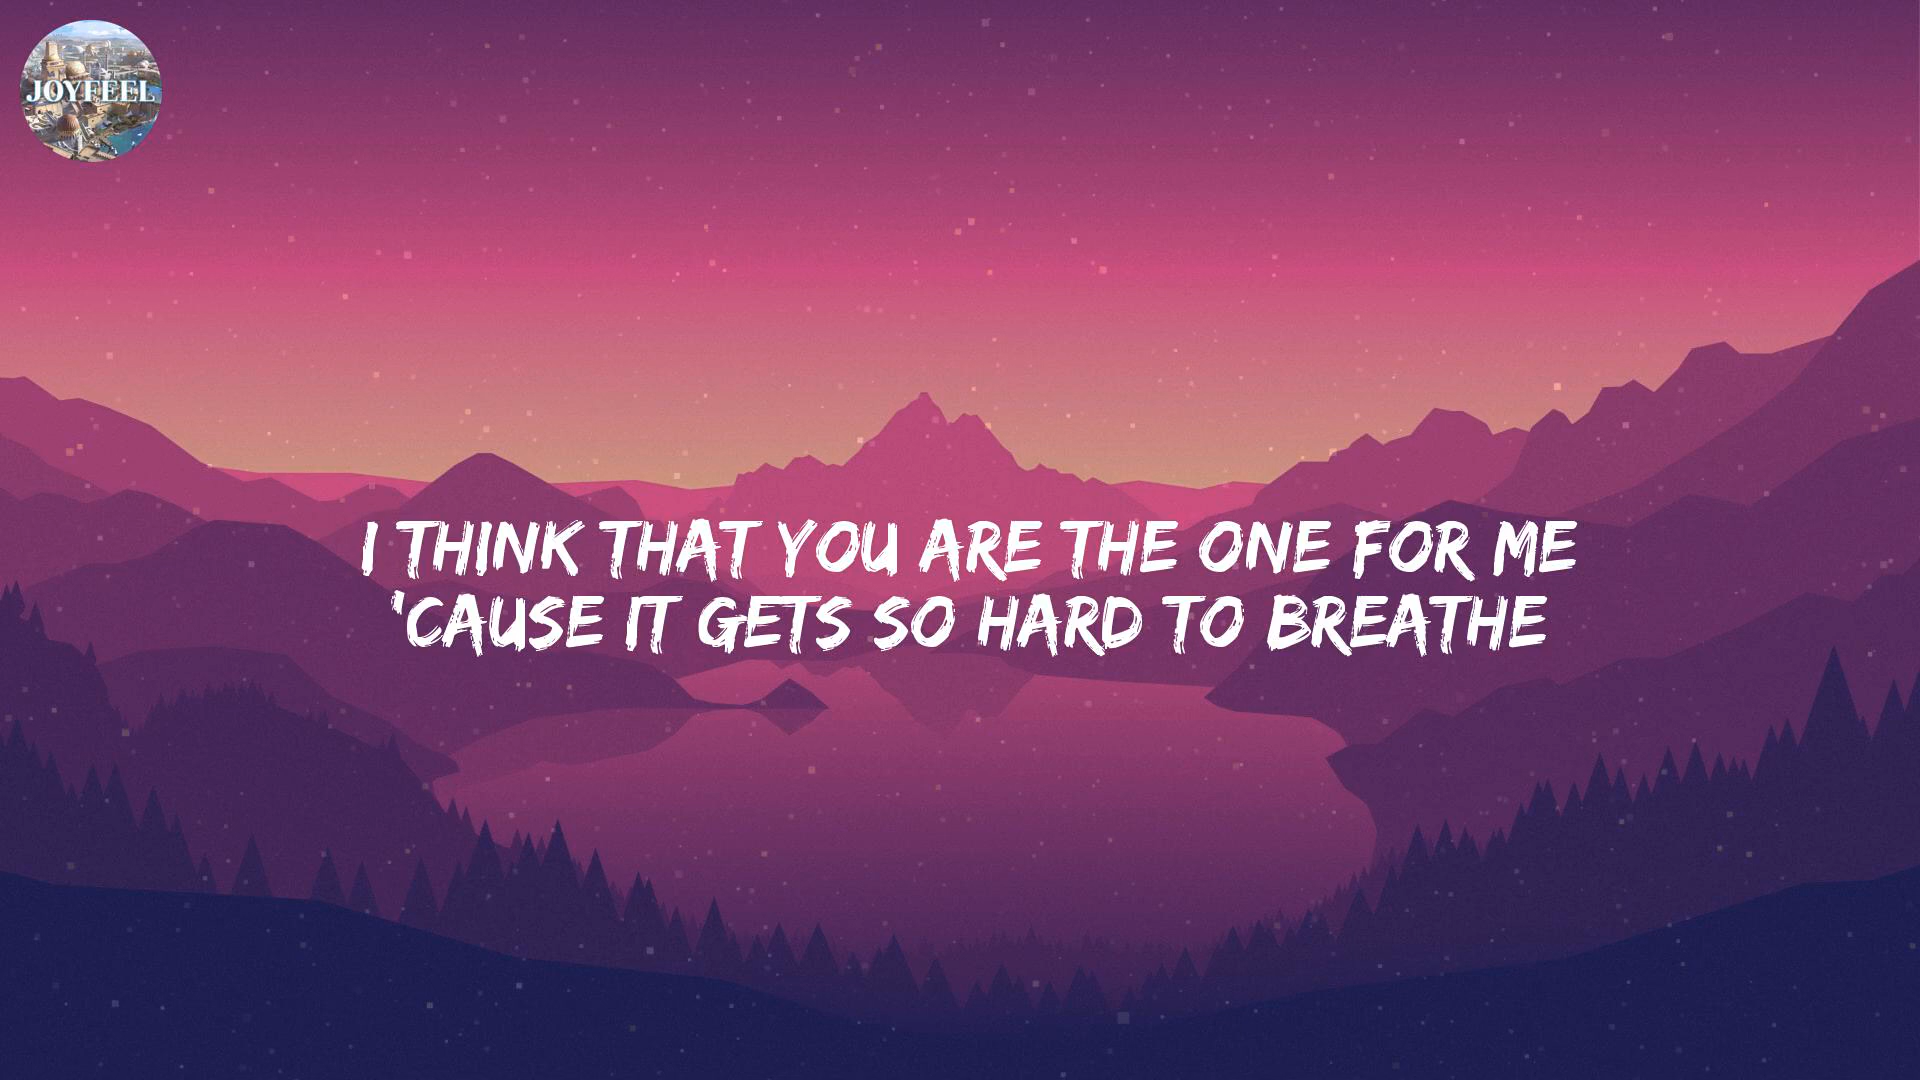 JOYFEEL
I THINK THAT YOU ARE THE ONE FOR ME
'CAUSE IT GETS SO HARD TO BREATHE